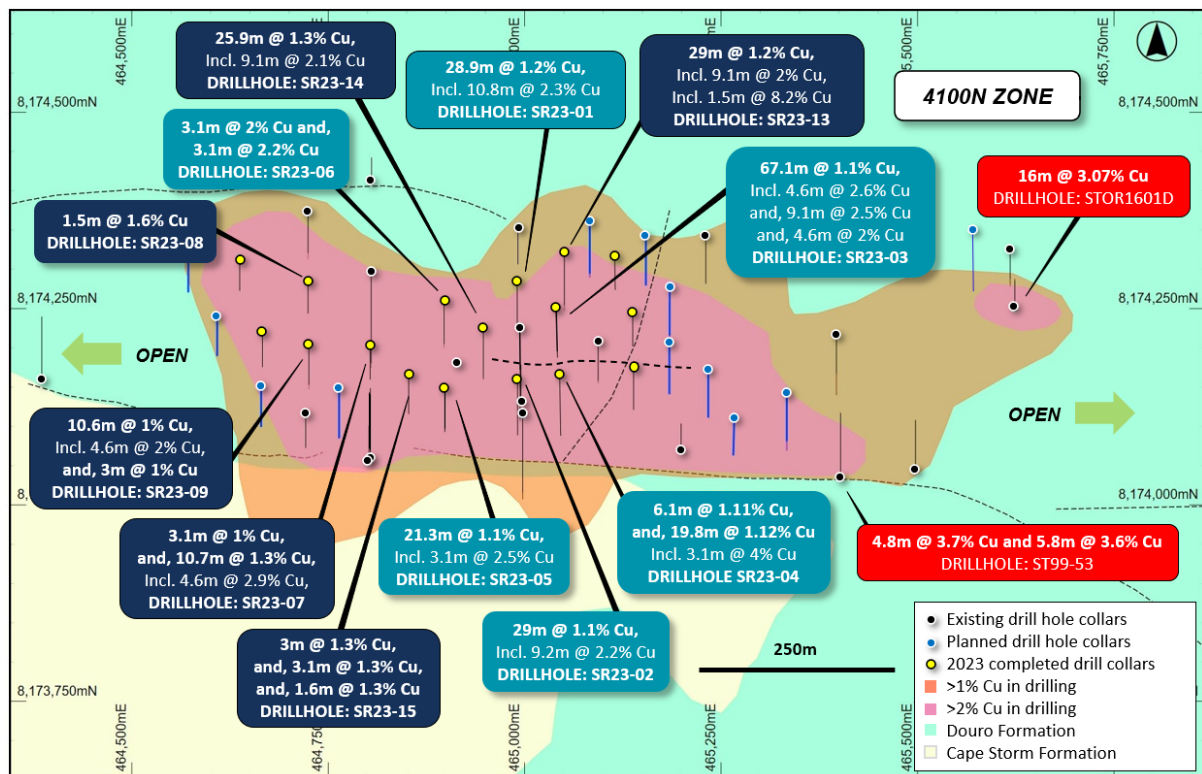 464,500mE
465,500mE
465,750mE
8,174,500mN
8,174,500mN
4100N ZONE
25.9m @ 1.3% Cu,
Incl. 9.1m @ 2.1% Cu
DRILLHOLE: SR23-14
28.9m @ 1.2% Cu,
Incl. 10.8m @ 2.3% Cu
DRILLHOLE: SR23-01
29m @ 1.2% Cu,
Incl. 9.1m @ 2% Cu,
Incl. 1.5m @ 8.2% Cu
DRILLHOLE: SR23-13
3.1m @ 2% Cu and,
3.1m @ 2.2% Cu
DRILLHOLE: SR23-06
67.1m @ 1.1% Cu,
Incl. 4.6m @ 2.6% Cu
and, 9.1m @ 2.5% Cu
and, 4.6m @ 2% Cu
DRILLHOLE: SR23-03
16m @ 3.07% Cu
DRILLHOLE: STOR1601D
1.5m @ 1.6% Cu
DRILLHOLE: SR23-08
8,174,250mN
8,174,250mN
OPEN
OPEN
10.6m @ 1% Cu,
Incl. 4.6m @ 2% Cu,
and, 3m @ 1% Cu
DRILLHOLE: SR23-09
8,174,000mN
8,174,000mN
3.1m @ 1% Cu,
and, 10.7m @ 1.3% Cu,
Incl. 4.6m @ 2.9% Cu,
DRILLHOLE: SR23-07
21.3m @ 1.1% Cu,
Incl. 3.1m @ 2.5% Cu
DRILLHOLE: SR23-05
6.1m @ 1.11% Cu,
and, 19.8m @ 1.12% Cu
Incl. 3.1m @ 4% Cu
DRILLHOLE SR23-04
4.8m @ 3.7% Cu and 5.8m @ 3.6% Cu
DRILLHOLE: ST99-53
3m @ 1.3% Cu,
and, 3.1m @ 1.3% Cu,
and, 1.6m @ 1.3% Cu
DRILLHOLE: SR23-15
29m @ 1.1% Cu,
Incl. 9.2m @ 2.2% Cu
DRILLHOLE: SR23-02
250m
8,173,750mN
Existing drill hole collars
Planned drill hole collars
2023 completed drill collars
>1% Cu in drilling
>2% Cu in drilling
Douro Formation
Cape Storm Formation
464,500mE
464,750mE
465,000mE
465,250mE
465,500mE